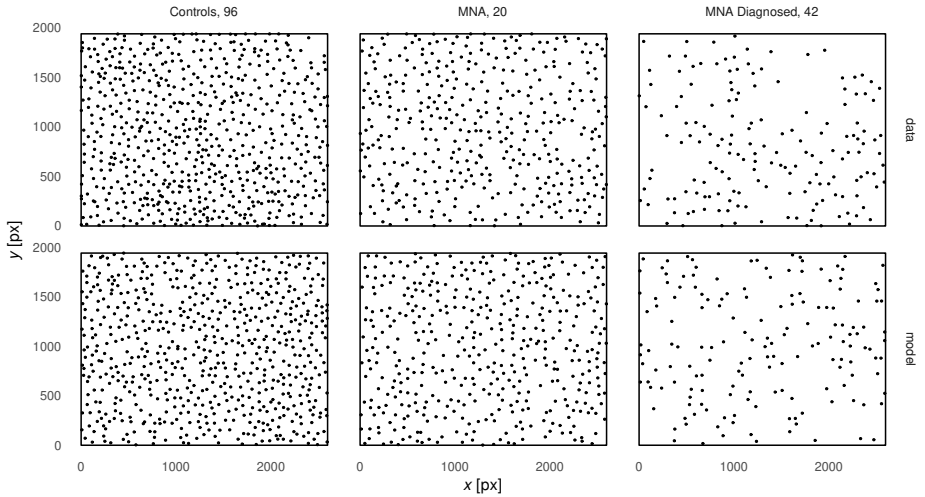 Controls, 96
MNA, 20
MNA Diagnosed, 42
2000
1500
1000
500
0
data
y [px]
2000
1500
1000
500
0
model
0 1000 2000 0 1000 2000 0 1000 2000
x [px]